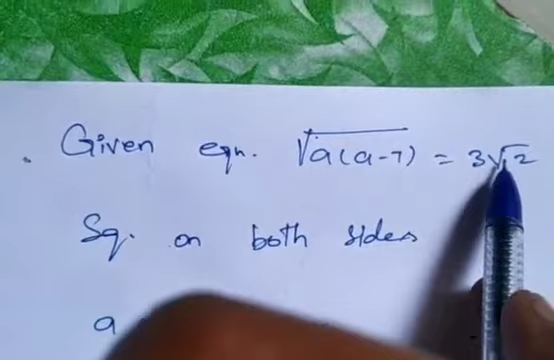 Given eqn. √a(a-7) = 3√2
Sq. on both sides
a